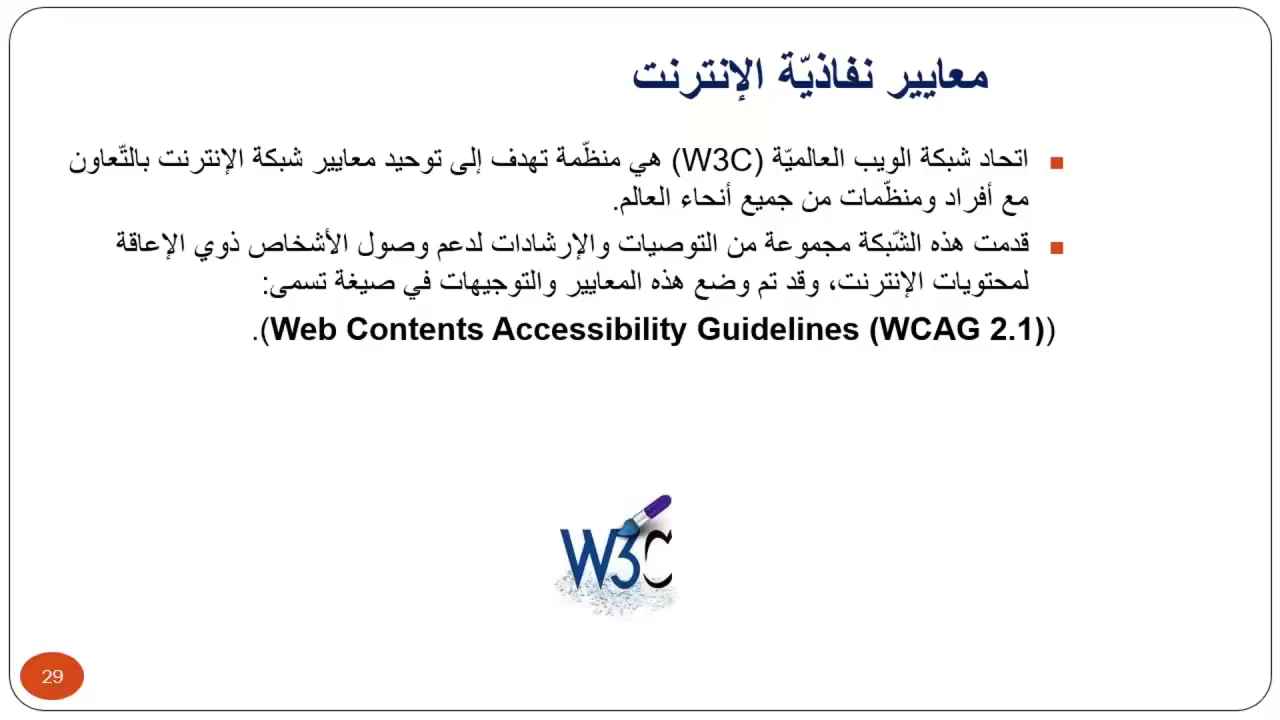 معايير نفاذيّة الإنترنت
اتحاد شبكة الويب العالميّة (W3C) هي منظّمة تهدف إلى توحيد معايير شبكة الإنترنت بالتّعاون
مع أفراد ومنظّمات من جميع أنحاء العالم.
قدمت هذه الشّبكة مجموعة من التوصيات والإرشادات لدعم وصول الأشخاص ذوي الإعاقة
لمحتويات الإنترنت، وقد تم وضع هذه المعايير والتوجيهات في صيغة تسمى:
(Web Contents Accessibility Guidelines (WCAG 2.1)).
W3C
29